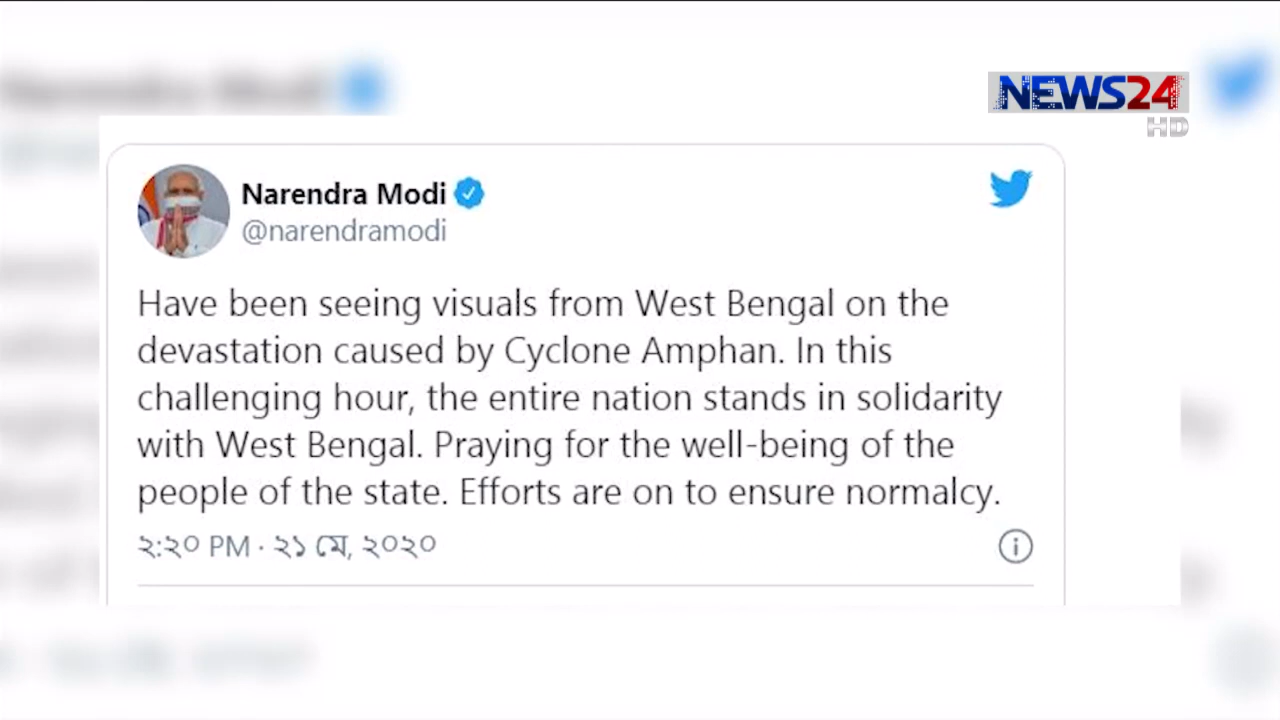 NEWS24
HD
Narendra Modi
@narendramodi
Have been seeing visuals from West Bengal on the
devastation caused by Cyclone Amphan. In this
challenging hour, the entire nation stands in solidarity
with West Bengal. Praying for the well-being of the
people of the state. Efforts are on to ensure normalcy.
২:২০ PM · ২১ মে, ২০২০